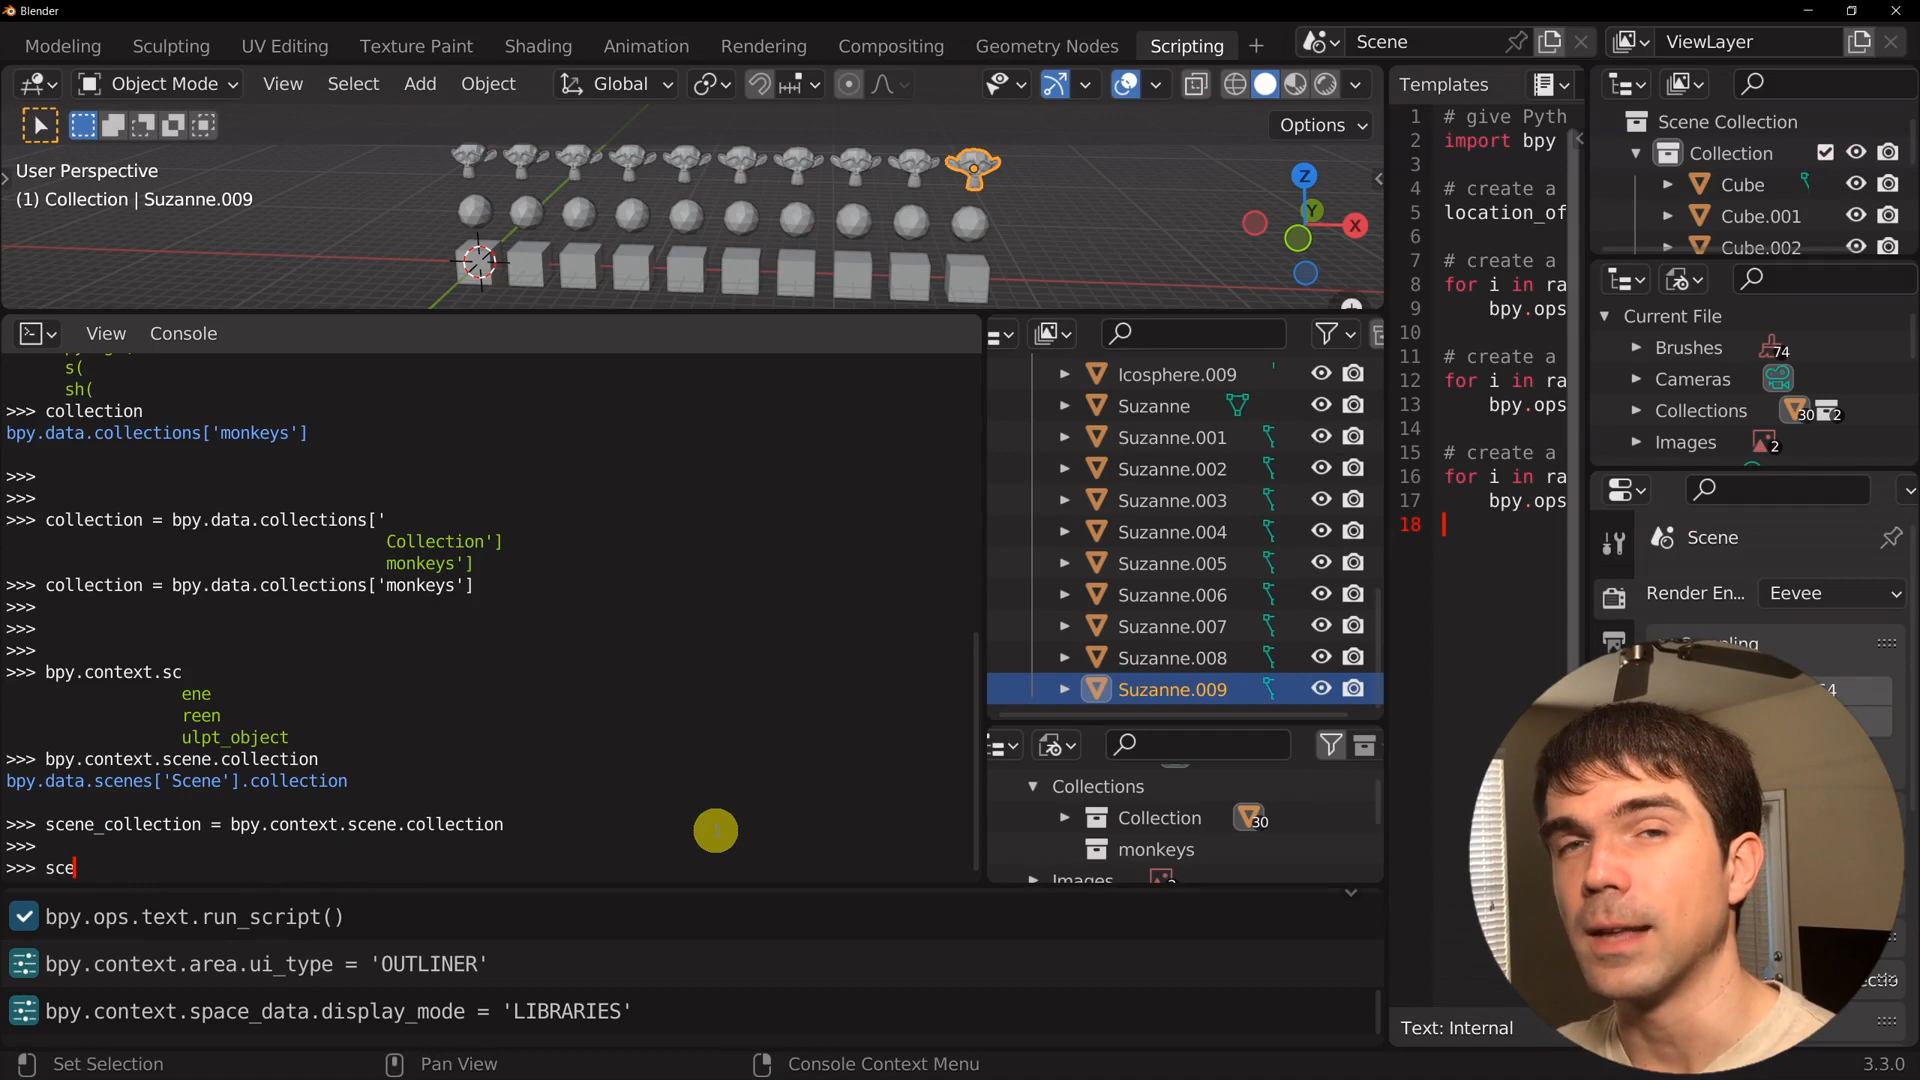 Blender
Modeling Sculpting UV Editing Texture Paint Shading Animation Rendering Compositing Geometry Nodes Scripting + Scene ViewLayer
Object Mode View Select Add Object Global Templates
Options
User Perspective
(1) Collection | Suzanne.009
Z
Y
X
1 # give Pyth
2 import bpy
3
4 # create a
5 location_of
6
7 # create a
8 for i in ra
9 bpy.ops
10
11 # create a
12 for i in ra
13 bpy.ops
14
15 # create a
16 for i in ra
17 bpy.ops
18
Scene Collection
Collection
Cube
Cube.001
Cube.002
Current File
Brushes 74
Cameras
Collections 30 2
Images 2
View Console
s(
sh(
>>> collection
bpy.data.collections['monkeys']
>>>
>>>
>>> collection = bpy.data.collections['
Collection']
monkeys']
>>> collection = bpy.data.collections['monkeys']
>>>
>>>
>>>
>>> bpy.context.sc
ene
reen
ulpt_object
>>> bpy.context.scene.collection
bpy.data.scenes['Scene'].collection
>>> scene_collection = bpy.context.scene.collection
>>>
>>> sce
Icosphere.009
Suzanne
Suzanne.001
Suzanne.002
Suzanne.003
Suzanne.004
Suzanne.005
Suzanne.006
Suzanne.007
Suzanne.008
Suzanne.009
Collections
Collection 30
monkeys
Images
Scene
Render En... Eevee
bpy.ops.text.run_script()
bpy.context.area.ui_type = 'OUTLINER'
bpy.context.space_data.display_mode = 'LIBRARIES'
Text: Internal
Set Selection Pan View Console Context Menu 3.3.0